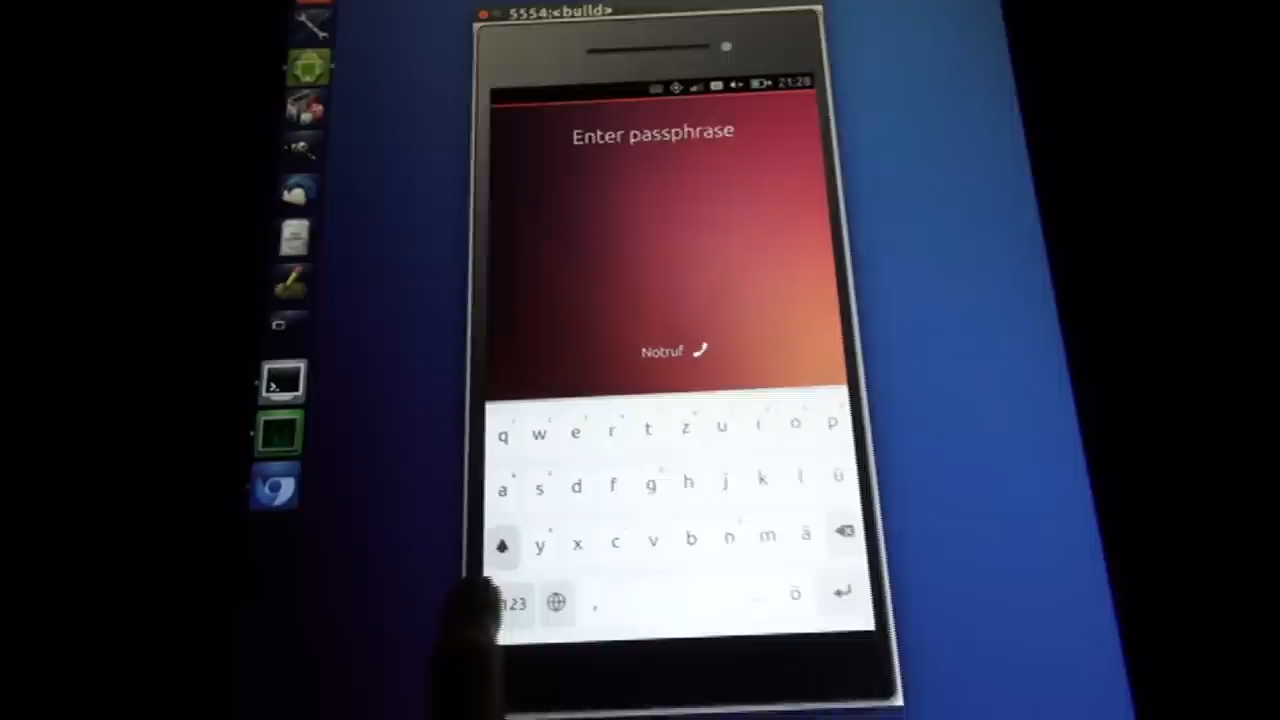 5554:<build>
21:28
Enter passphrase
Notruf
q w e r t z u i o p
a s d f g h j k l ü
y x c v b n m ä
123 , . ö